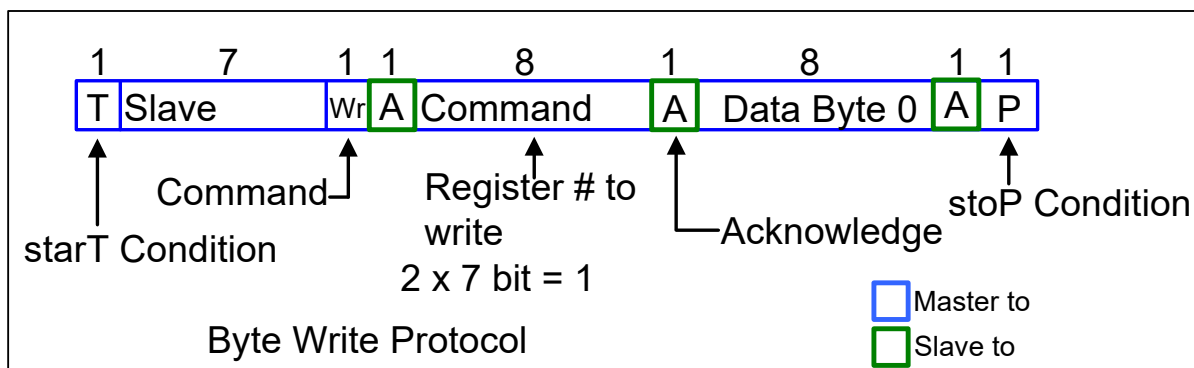 1 7 1 1 8 1 8 1 1
T Slave Wr A Command A Data Byte 0 A P
Command
Register # to
write
2 x 7 bit = 1
starT Condition
Acknowledge
stoP Condition
Byte Write Protocol
Master to
Slave to